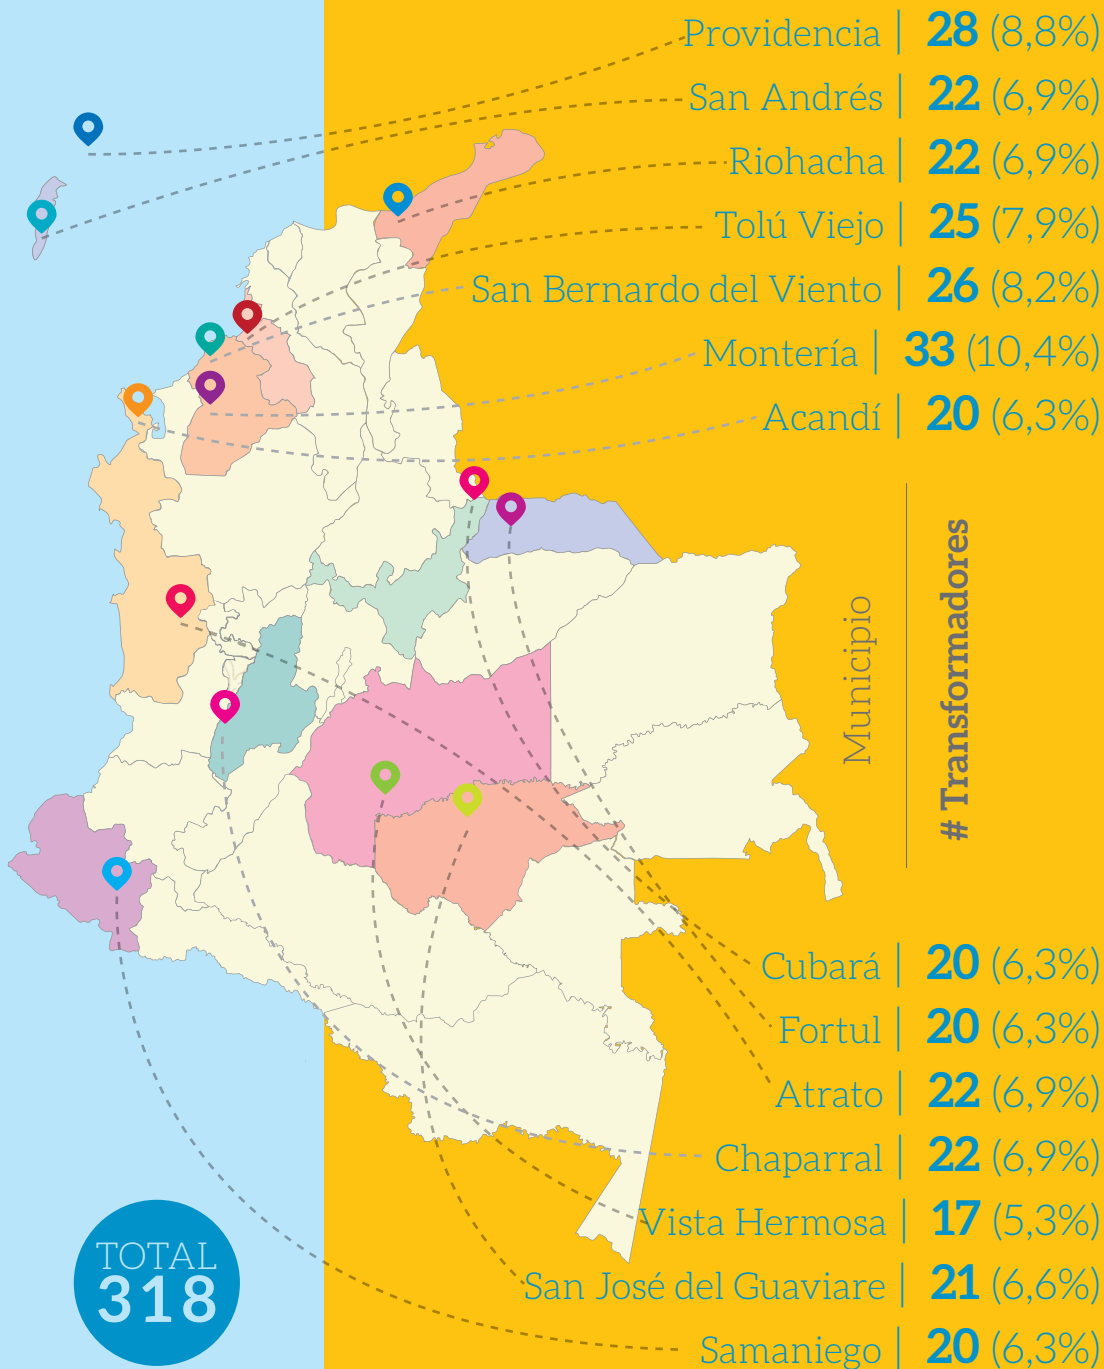 Providencia | 28 (8,8%)
San Andrés | 22 (6,9%)
Riohacha | 22 (6,9%)
Tolú Viejo | 25 (7,9%)
San Bernardo del Viento | 26 (8,2%)
Montería | 33 (10,4%)
Acandí | 20 (6,3%)
Municipio
# Transformadores
Cubará | 20 (6,3%)
Fortul | 20 (6,3%)
Atrato | 22 (6,9%)
Chaparral | 22 (6,9%)
Vista Hermosa | 17 (5,3%)
San José del Guaviare | 21 (6,6%)
Samaniego | 20 (6,3%)
TOTAL
318